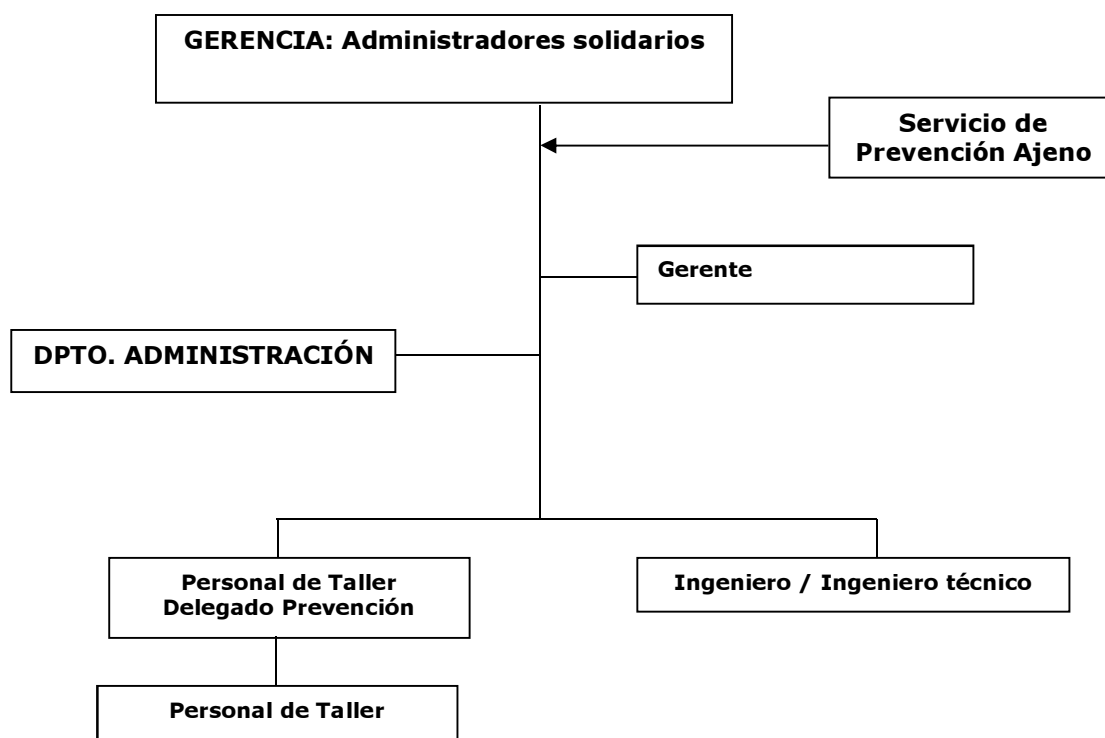 GERENCIA: Administradores solidarios
Servicio de
Prevención Ajeno
Gerente
DPTO. ADMINISTRACIÓN
Personal de Taller
Delegado Prevención
Ingeniero / Ingeniero técnico
Personal de Taller